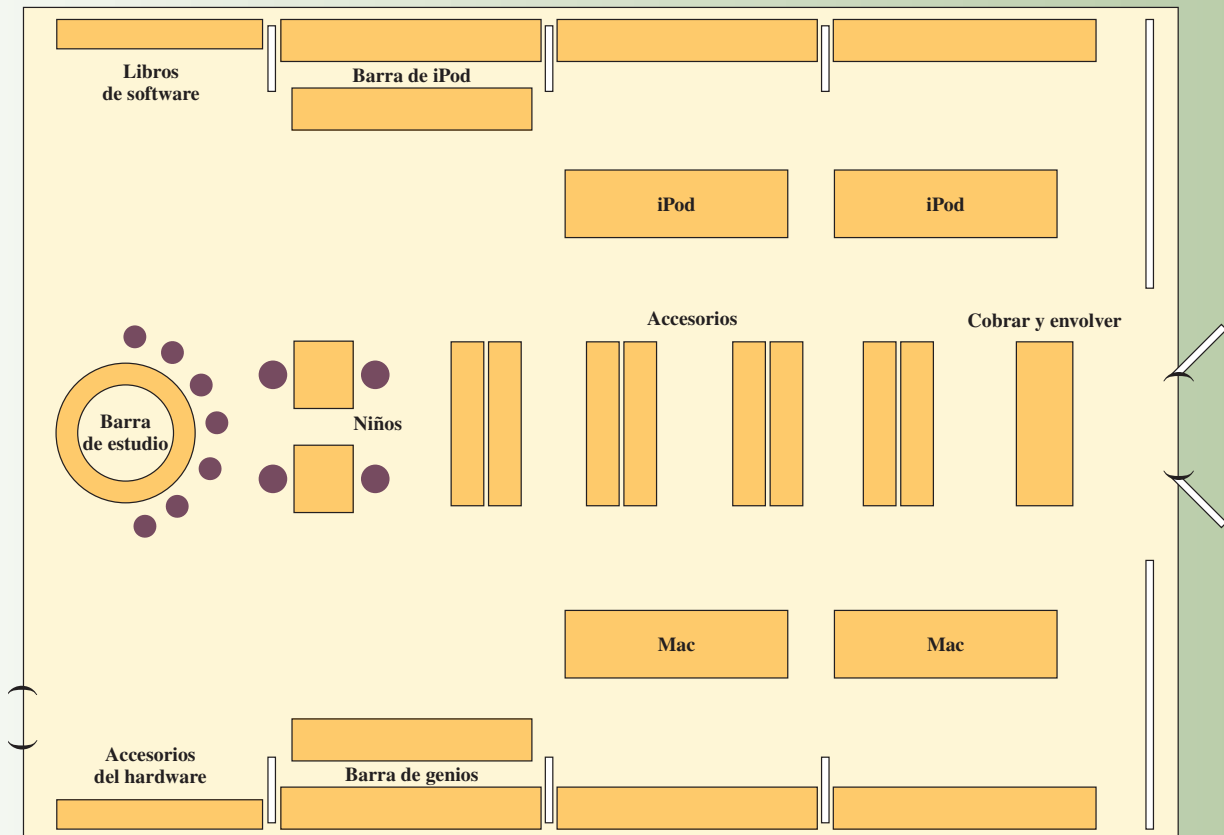 Libros
de software
Barra de iPod
iPod
iPod
Accesorios
Cobrar y envolver
Barra
de estudio
Niños
Mac
Mac
Accesorios
del hardware
Barra de genios